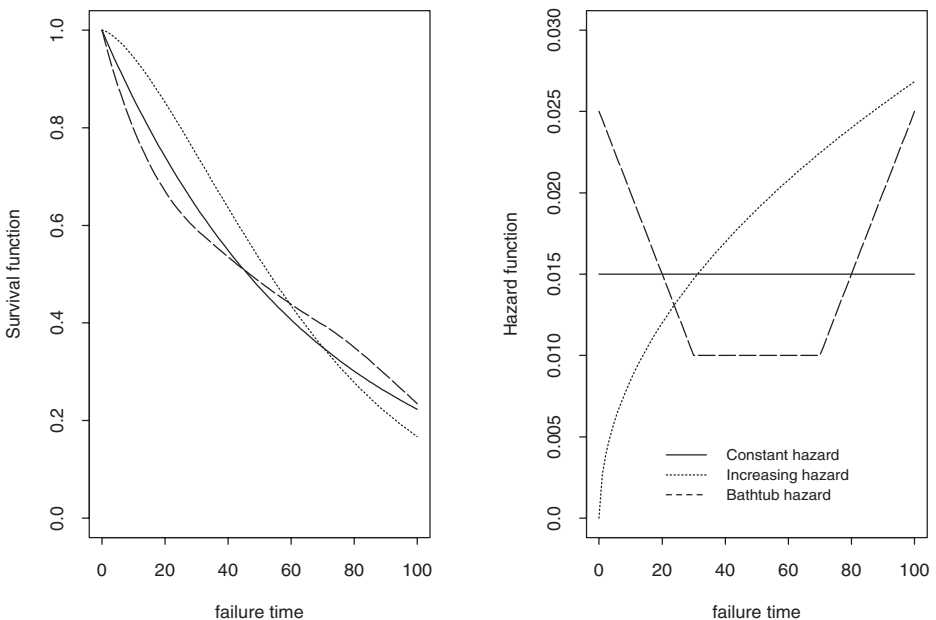 Survival function
1.0
0.8
0.6
0.4
0.2
0.0
0 20 40 60 80 100
failure time
Hazard function
0.030
0.025
0.020
0.015
0.010
0.005
0.0
Constant hazard
Increasing hazard
Bathtub hazard
0 20 40 60 80 100
failure time